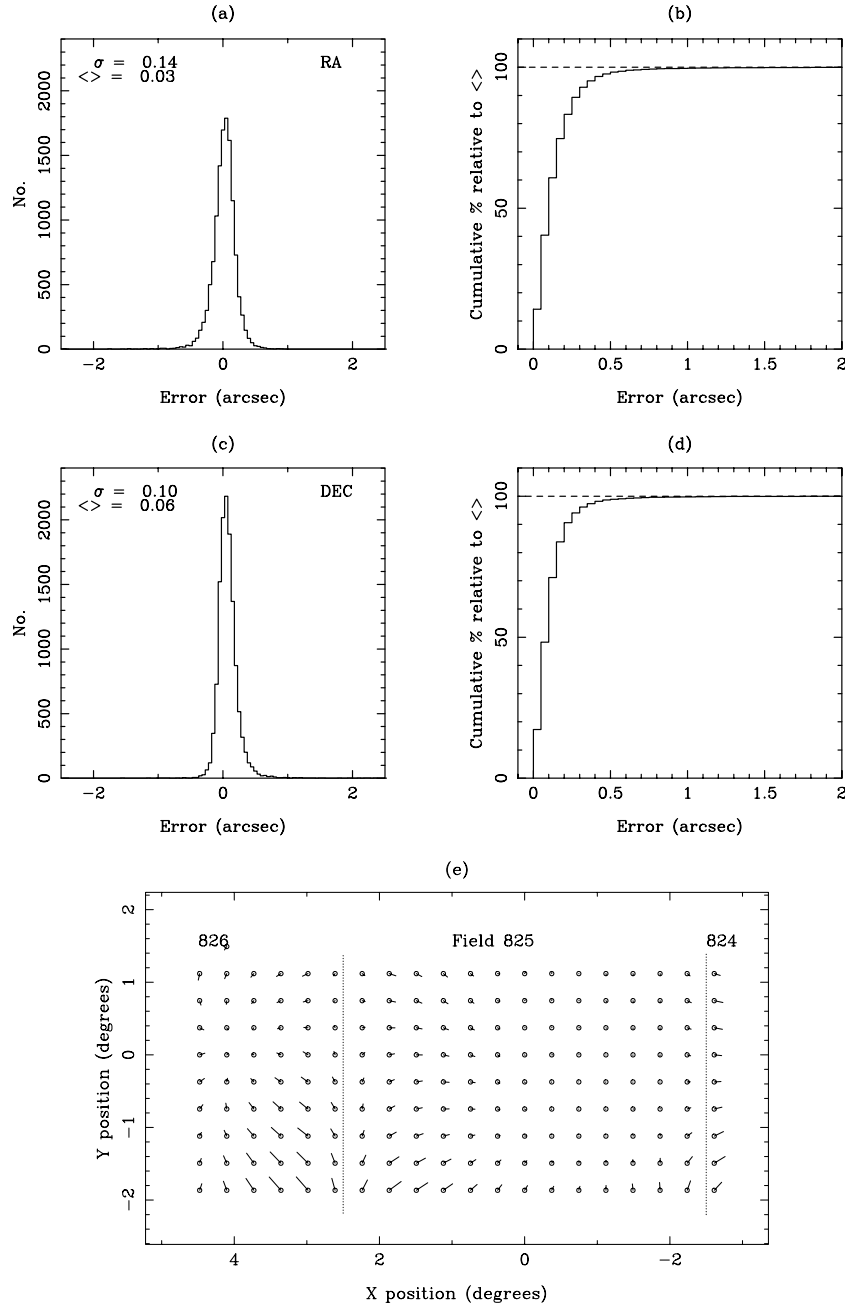 (a)
σ = 0.14
<> = 0.03
RA
No.
0
500
1000
1500
2000
−2
0
2
Error (arcsec)
(b)
Cumulative % relative to <>
0
50
100
0
0.5
1
1.5
2
Error (arcsec)
(c)
σ = 0.10
<> = 0.06
DEC
No.
0
500
1000
1500
2000
−2
0
2
Error (arcsec)
(d)
Cumulative % relative to <>
0
50
100
0
0.5
1
1.5
2
Error (arcsec)
(e)
826
Field 825
824
Y position (degrees)
2
1
0
−1
−2
4
2
0
−2
X position (degrees)